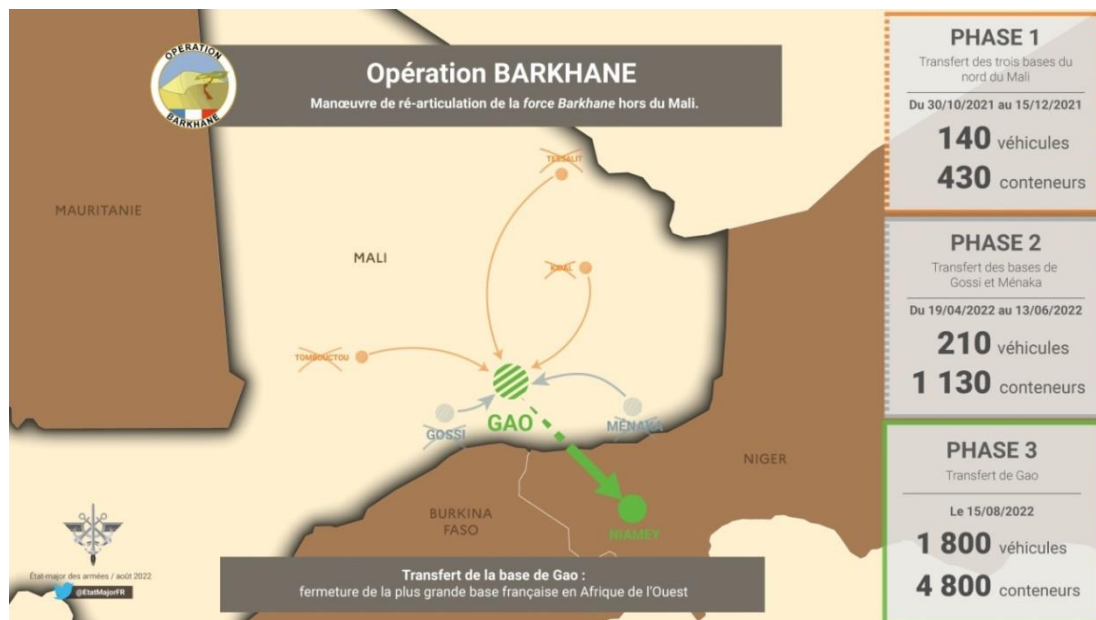 OPERATION
BARKHANE
Opération BARKHANE
Manœuvre de ré-articulation de la force Barkhane hors du Mali.
TESSALIT
MAURITANIE
MALI
KIDAL
TOMBOUCTOU
GAO
GOSSI
MÉNAKA
NIGER
BURKINA
FASO
NIAMEY
État-major des armées / août 2022
@EtatMajorFR
Transfert de la base de Gao :
fermeture de la plus grande base française en Afrique de l'Ouest
PHASE 1
Transfert des trois bases du
nord du Mali
Du 30/10/2021 au 15/12/2021
140 véhicules
430 conteneurs
PHASE 2
Transfert des bases de
Gossi et Ménaka
Du 19/04/2022 au 13/06/2022
210 véhicules
1 130 conteneurs
PHASE 3
Transfert de Gao
Le 15/08/2022
1 800 véhicules
4 800 conteneurs